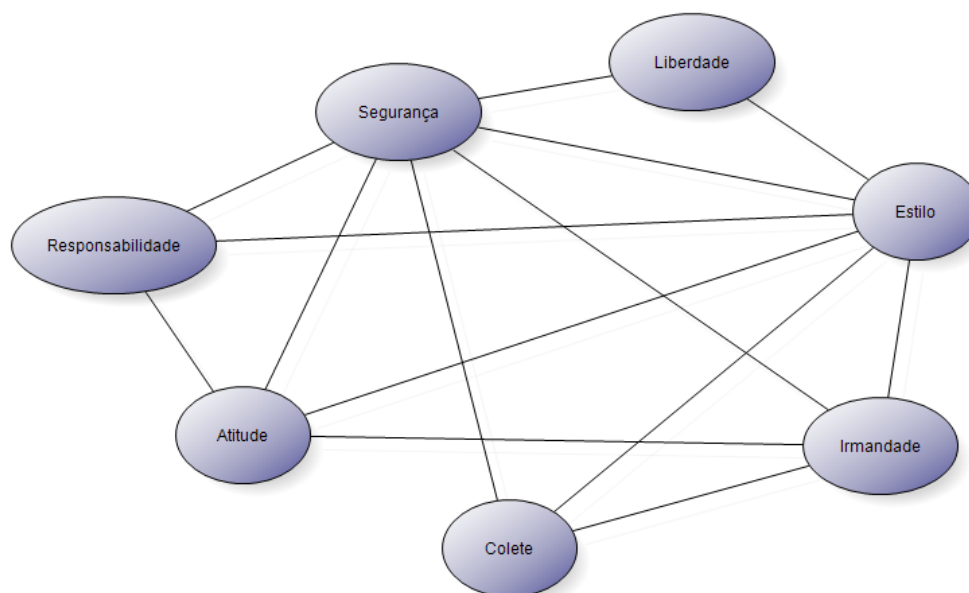 Liberdade
Segurança
Estilo
Responsabilidade
Atitude
Irmandade
Colete